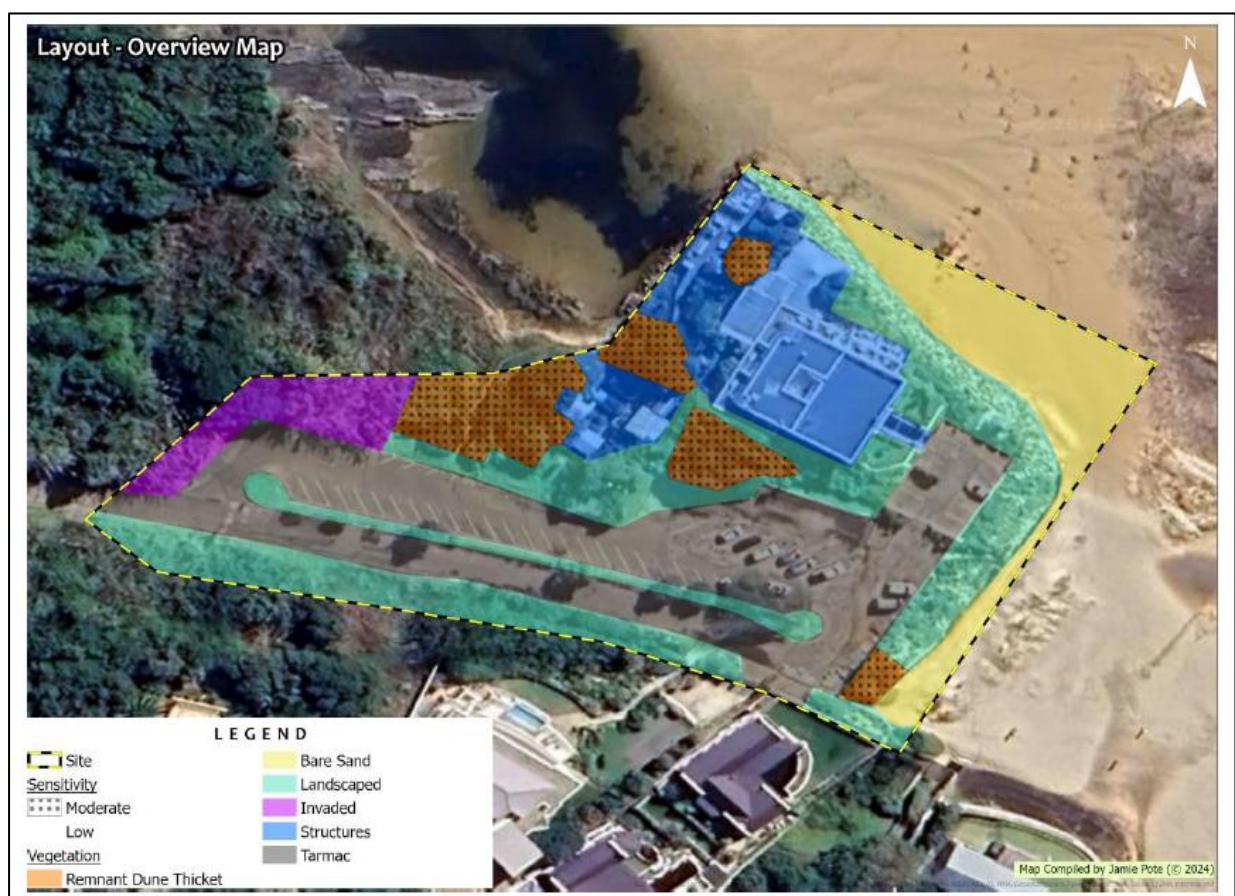 Layout - Overview Map
N
LEGEND
Site
Sensitivity
Moderate
Low
Vegetation
Remnant Dune Thicket
Bare Sand
Landscaped
Invaded
Structures
Tarmac
Map Compiled by Jamie Pote (© 2024)